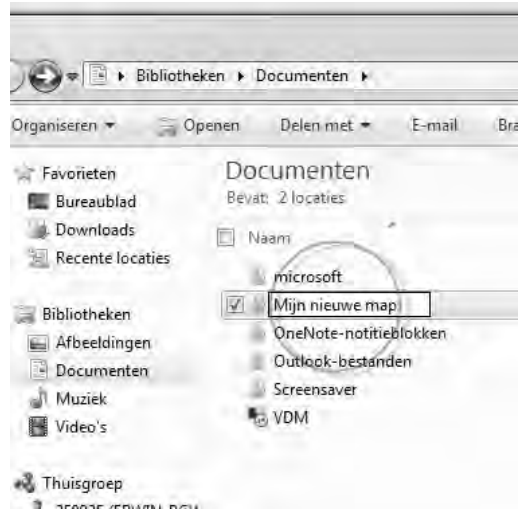 Bibliotheken ▸ Documenten ▸
Organiseren Openen Delen met E-mail Bra
Favorieten
Bureaublad
Downloads
Recente locaties
Bibliotheken
Afbeeldingen
Documenten
Muziek
Video's
Thuisgroep
Documenten
Bevat: 2 locaties
Naam
microsoft
Mijn nieuwe map
OneNote-notitieblokken
Outlook-bestanden
Screensaver
VDM